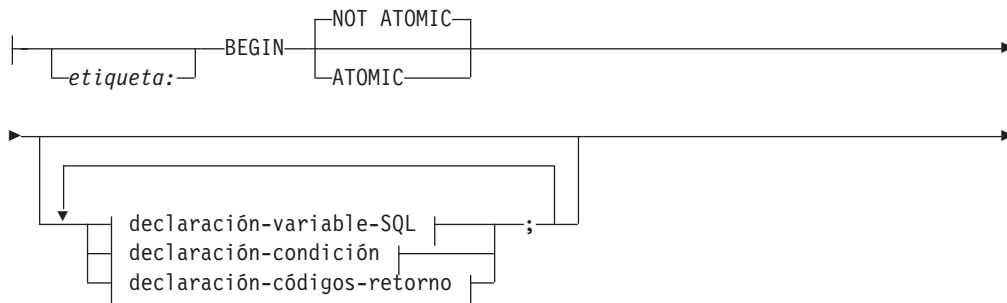 NOT ATOMIC
etiqueta: BEGIN ATOMIC
declaración-variable-SQL ;
declaración-condición
declaración-códigos-retorno